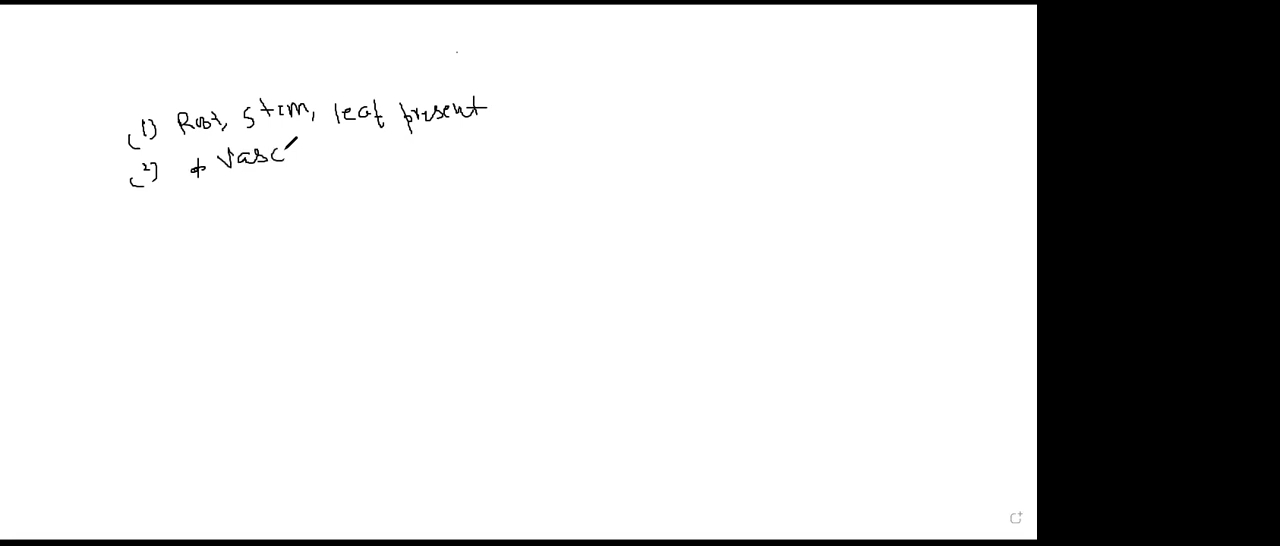 (1) Root, Stem, leaf present
(2) Vasc